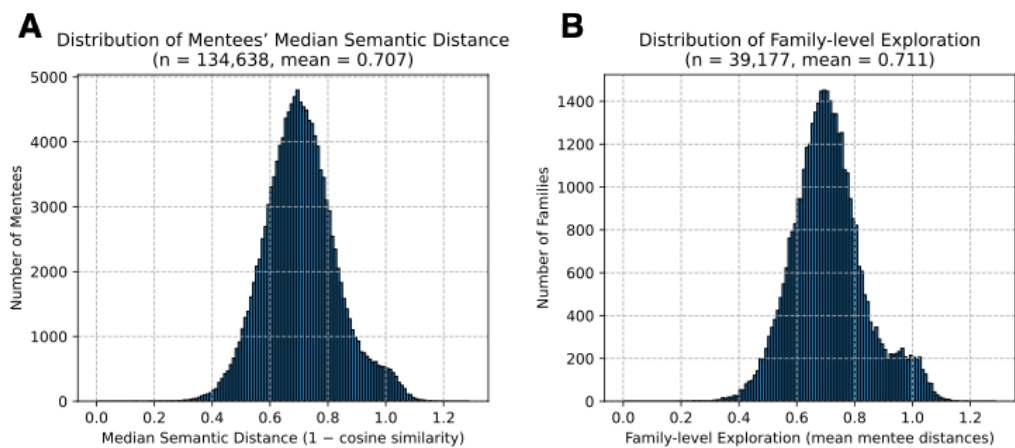 A
Distribution of Mentees’ Median Semantic Distance
(n = 134,638, mean = 0.707)
5000
4000
3000
2000
1000
0
Number of Mentees
0.0 0.2 0.4 0.6 0.8 1.0 1.2
Median Semantic Distance (1 − cosine similarity)
B
Distribution of Family-level Exploration
(n = 39,177, mean = 0.711)
1400
1200
1000
800
600
400
200
0
Number of Families
0.0 0.2 0.4 0.6 0.8 1.0 1.2
Family-level Exploration (mean mentee distances)